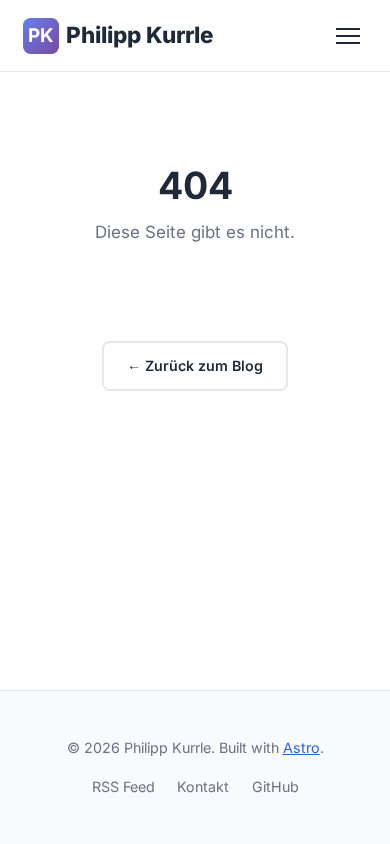 PK Philipp Kurrle
404
Diese Seite gibt es nicht.
← Zurück zum Blog
© 2026 Philipp Kurrle. Built with Astro.
RSS Feed Kontakt GitHub